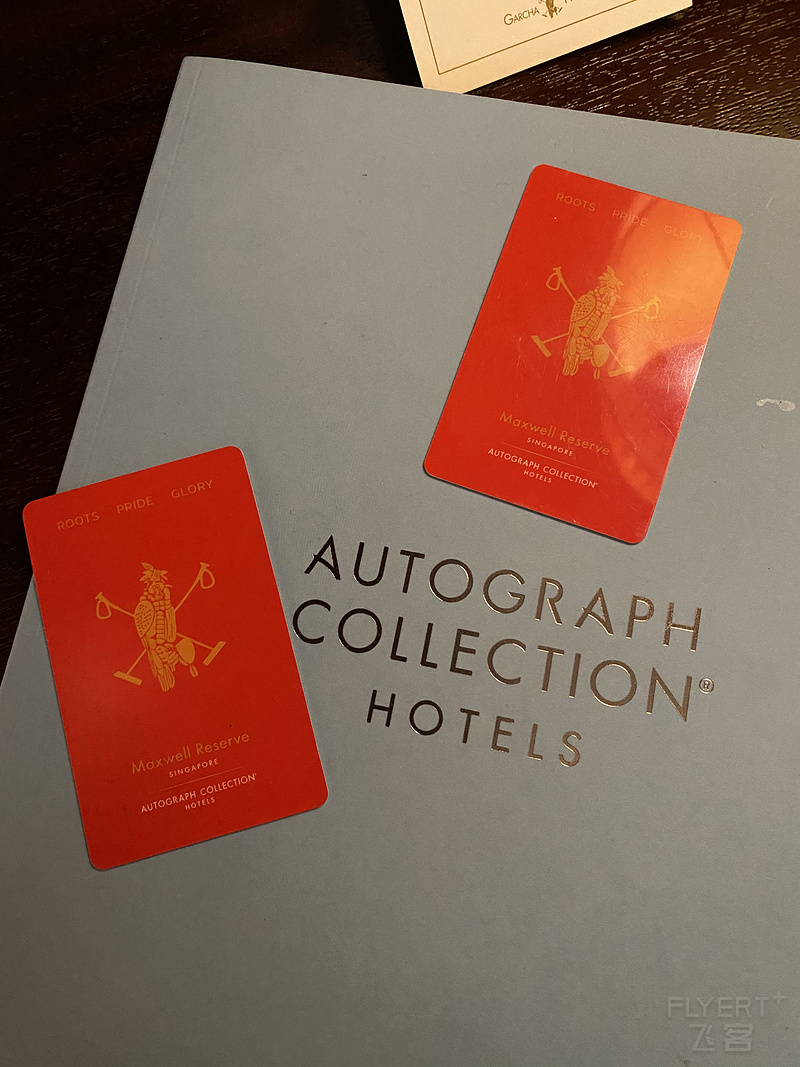 GARCHA
ROOTS PRIDE GLORY
Maxwell Reserve
SINGAPORE
AUTOGRAPH COLLECTION®
HOTELS
ROOTS PRIDE GLORY
Maxwell Reserve
SINGAPORE
AUTOGRAPH COLLECTION®
HOTELS
AUTOGRAPH
COLLECTION®
HOTELS
FLYERT+
飞客